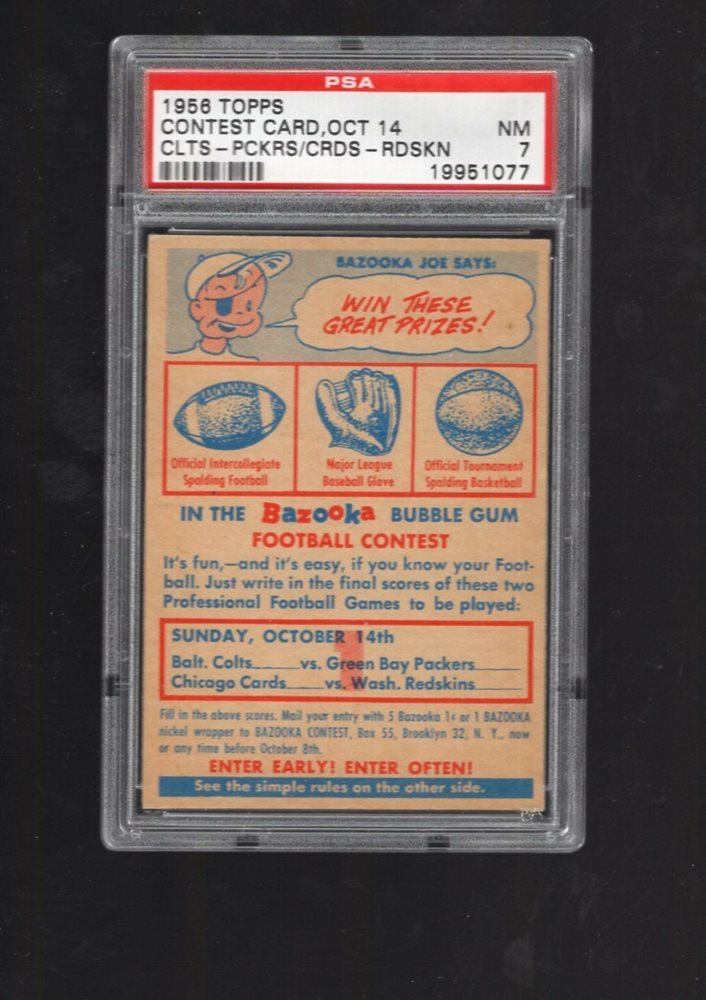 PSA
1956 TOPPS
CONTEST CARD,OCT 14 NM
CLTS-PCKRS/CRDS-RDSKN 7
19951077
BAZOOKA JOE SAYS:
WIN THESE
GREAT PRIZES!
Official Intercollegiate
Spalding Football
Major League
Baseball Glove
Official Tournament
Spalding Basketball
IN THE Bazooka BUBBLE GUM
FOOTBALL CONTEST
It's fun,—and it's easy, if you know your Foot-
ball. Just write in the final scores of these two
Professional Football Games to be played:
1
SUNDAY, OCTOBER 14th
Balt. Colts____vs. Green Bay Packers____
Chicago Cards____vs. Wash. Redskins____
Fill in the above scores. Mail your entry with 5 Bazooka 1¢ or 1 BAZOOKA
nickel wrapper to BAZOOKA CONTEST, Box 55, Brooklyn 32, N. Y., now
or any time before October 8th.
ENTER EARLY! ENTER OFTEN!
See the simple rules on the other side.
PSA